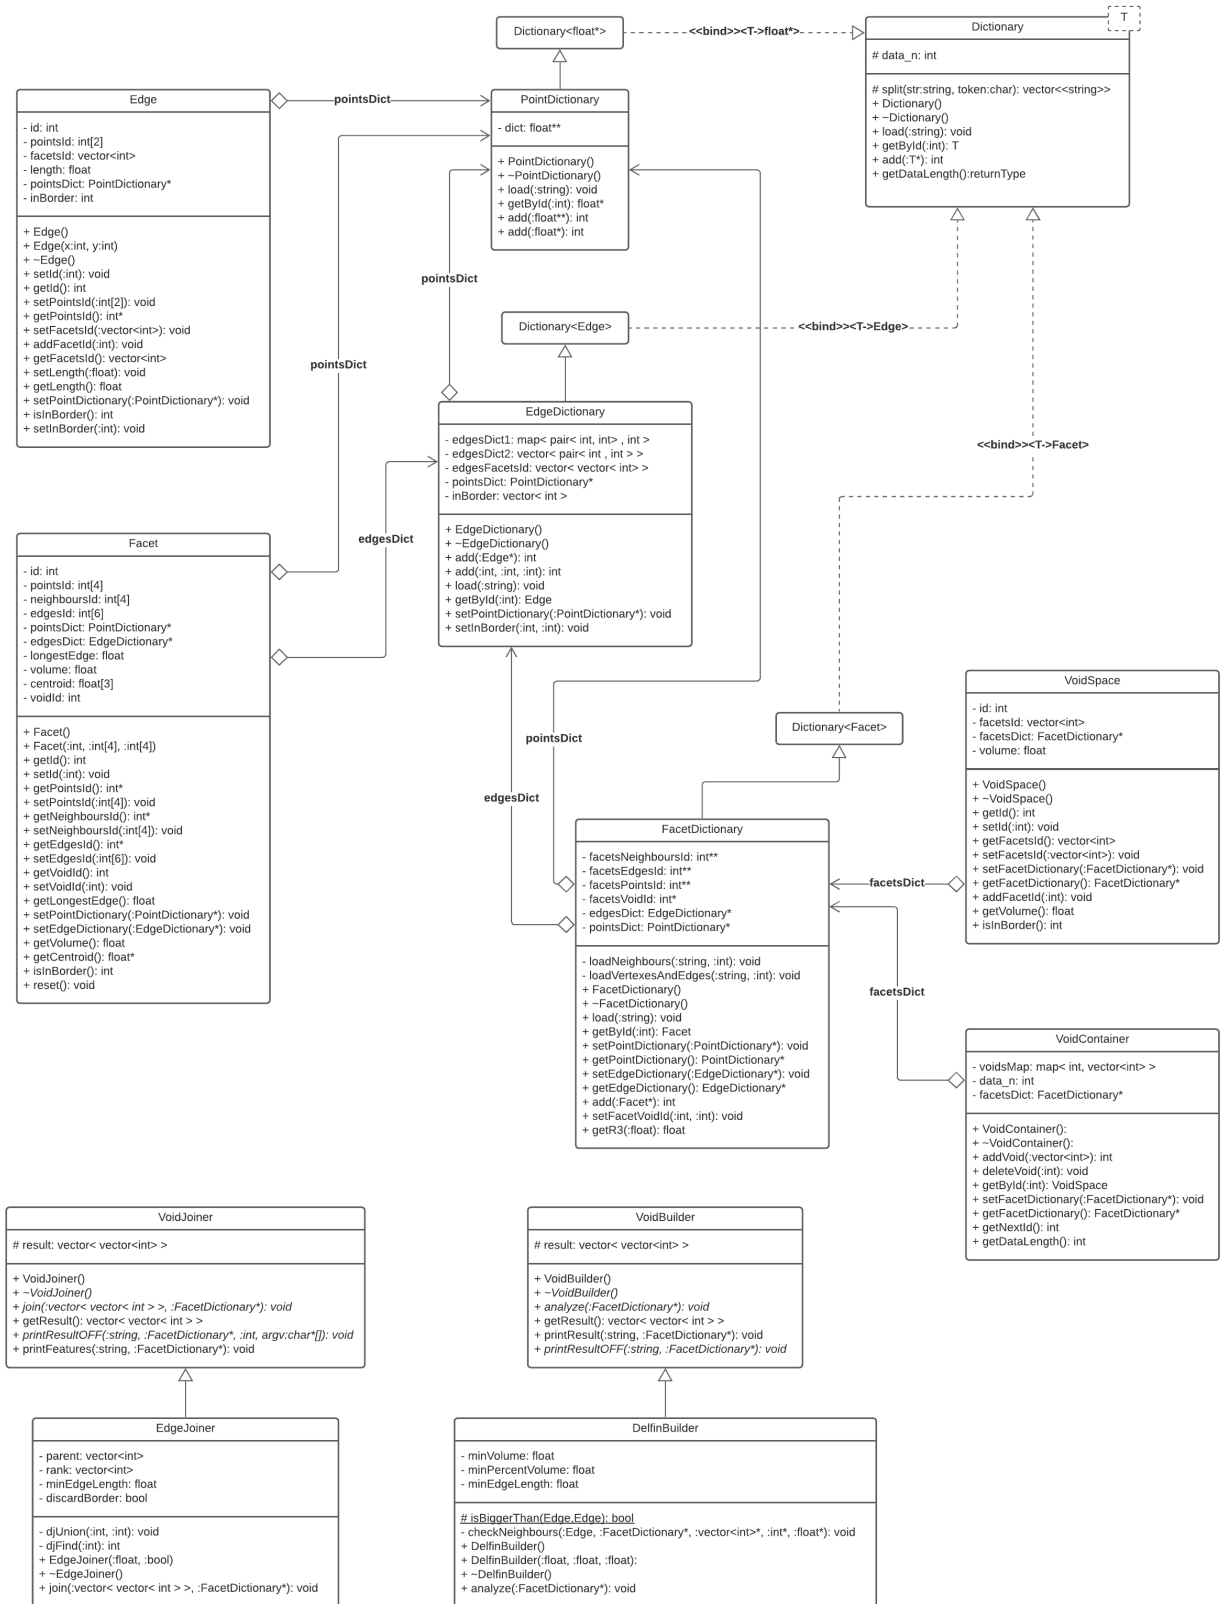 T
Dictionary<float*>
<<bind>><T->float*>
Dictionary
# data_n: int
# split(str:string, token:char): vector<<string>>
+ Dictionary()
+ ~Dictionary()
+ load(:string): void
+ getById(:int): T
+ add(:T*): int
+ getDataLength():returnType
Edge
- id: int
- pointsId: int[2]
- facetsId: vector<int>
- length: float
- pointsDict: PointDictionary*
- inBorder: int
+ Edge()
+ Edge(x:int, y:int)
+ ~Edge()
+ setId(:int): void
+ getId(): int
+ setPointsId(:int[2]): void
+ getPointsId(): int*
+ setFacetsId(:vector<int>): void
+ addFacetId(:int): void
+ getFacetsId(): vector<int>
+ setLength(:float): void
+ getLength(): float
+ setPointDictionary(:PointDictionary*): void
+ isInBorder(): int
+ setInBorder(:int): void
pointsDict
PointDictionary
- dict: float**
+ PointDictionary()
+ ~PointDictionary()
+ load(:string): void
+ getById(:int): float*
+ add(:float**): int
+ add(:float*): int
pointsDict
pointsDict
Dictionary<Edge>
<<bind>><T->Edge>
EdgeDictionary
- edgesDict1: map< pair< int, int> , int >
- edgesDict2: vector< pair< int , int > >
- edgesFacetsId: vector< vector< int> >
- pointsDict: PointDictionary*
- inBorder: vector< int >
+ EdgeDictionary()
+ ~EdgeDictionary()
+ add(:Edge*): int
+ add(:int, :int, :int): int
+ load(:string): void
+ getById(:int): Edge
+ setPointDictionary(:PointDictionary*): void
+ setInBorder(:int, :int): void
<<bind>><T->Facet>
edgesDict
Facet
- id: int
- pointsId: int[4]
- neighboursId: int[4]
- edgesId: int[6]
- pointsDict: PointDictionary*
- edgesDict: EdgeDictionary*
- longestEdge: float
- volume: float
- centroid: float[3]
- voidId: int
+ Facet()
+ Facet(:int, :int[4], :int[4])
+ getId(): int
+ setId(:int): void
+ getPointsId(): int*
+ setPointsId(:int[4]): void
+ getNeighboursId(): int*
+ setNeighboursId(:int[4]): void
+ getEdgesId(): int*
+ setEdgesId(:int[6]): void
+ getVoidId(): int
+ setVoidId(:int): void
+ getLongestEdge(): float
+ setPointDictionary(:PointDictionary*): void
+ setEdgeDictionary(:EdgeDictionary*): void
+ getVolume(): float
+ getCentroid(): float*
+ isInBorder(): int
+ reset(): void
pointsDict
edgesDict
Dictionary<Facet>
FacetDictionary
- facetsNeighboursId: int**
- facetsEdgesId: int**
- facetsPointsId: int**
- facetsVoidId: int*
- edgesDict: EdgeDictionary*
- pointsDict: PointDictionary*
- loadNeighbours(:string, :int): void
- loadVertexesAndEdges(:string, :int): void
+ FacetDictionary()
+ ~FacetDictionary()
+ load(:string): void
+ getById(:int): Facet
+ setPointDictionary(:PointDictionary*): void
+ getPointDictionary(): PointDictionary*
+ setEdgeDictionary(:EdgeDictionary*): void
+ getEdgeDictionary(): EdgeDictionary*
+ add(:Facet*): int
+ setFacetVoidId(:int, :int): void
+ getR3(:float): float
facetsDict
facetsDict
VoidSpace
- id: int
- facetsId: vector<int>
- facetsDict: FacetDictionary*
- volume: float
+ VoidSpace()
+ ~VoidSpace()
+ getId(): int
+ setId(:int): void
+ getFacetsId(): vector<int>
+ setFacetsId(:vector<int>): void
+ setFacetDictionary(:FacetDictionary*): void
+ getFacetDictionary(): FacetDictionary*
+ addFacetId(:int): void
+ getVolume(): float
+ isInBorder(): int
VoidContainer
- voidsMap: map< int, vector<int> >
- data_n: int
- facetsDict: FacetDictionary*
+ VoidContainer():
+ ~VoidContainer():
+ addVoid(:vector<int>): int
+ deleteVoid(:int): void
+ getById(:int): VoidSpace
+ setFacetDictionary(:FacetDictionary*): void
+ getFacetDictionary(): FacetDictionary*
+ getNextId(): int
+ getDataLength(): int
VoidJoiner
# result: vector< vector<int> >
+ VoidJoiner()
+ ~VoidJoiner()
+ join(:vector< vector< int > >, :FacetDictionary*): void
+ getResult(): vector< vector< int > >
+ printResultOFF(:string, :FacetDictionary*, :int, argv:char*[]): void
+ printFeatures(:string, :FacetDictionary*): void
VoidBuilder
# result: vector< vector<int> >
+ VoidBuilder()
+ ~VoidBuilder()
+ analyze(:FacetDictionary*): void
+ getResult(): vector< vector< int > >
+ printResult(:string, :FacetDictionary*): void
+ printResultOFF(:string, :FacetDictionary*): void
EdgeJoiner
- parent: vector<int>
- rank: vector<int>
- minEdgeLength: float
- discardBorder: bool
- djUnion(:int, :int): void
- djFind(:int): int
+ EdgeJoiner(:float, :bool)
+ ~EdgeJoiner()
+ join(:vector< vector< int > >, :FacetDictionary*): void
DelfinBuilder
- minVolume: float
- minPercentVolume: float
- minEdgeLength: float
# isBiggerThan(Edge,Edge): bool
- checkNeighbours(:Edge, :FacetDictionary*, :vector<int>*, :int*, :float*): void
+ DelfinBuilder()
+ DelfinBuilder(:float, :float, :float):
+ ~DelfinBuilder()
+ analyze(:FacetDictionary*): void